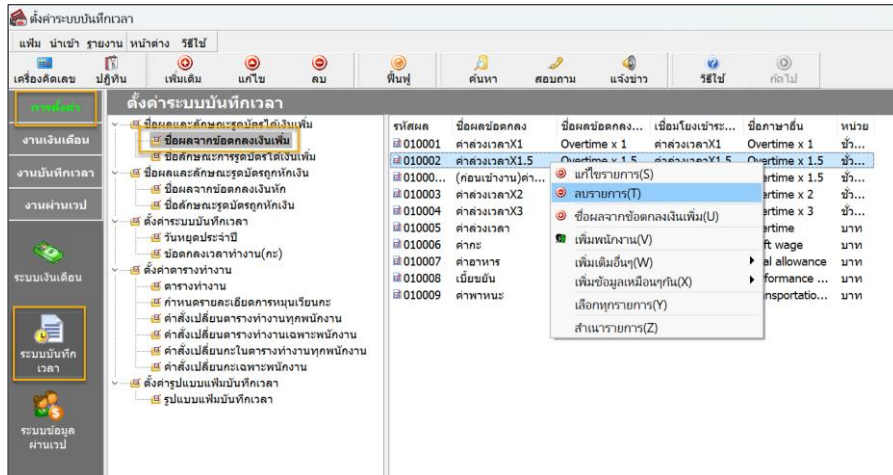 ตั้งค่าระบบบันทึกเวลา
แฟ้ม นำเข้า รายงาน หน้าต่าง วิธีใช้
เครื่องคิดเลข ปฏิทิน เพิ่มเติม แก้ไข ลบ ฟื้นฟู ค้นหา สอบถาม แจ้งข่าว วิธีใช้ ถัดไป
การตั้งค่า
งานเงินเดือน
งานบันทึกเวลา
งานผ่านเวป
ระบบเงินเดือน
ระบบบันทึก
เวลา
ระบบข้อมูล
ผ่านเวป
ตั้งค่าระบบบันทึกเวลา
ชื่อผลและลักษณะรูดบัตรได้เงินเพิ่ม
ชื่อผลจากข้อตกลงเงินเพิ่ม
ชื่อลักษณะการรูดบัตรได้เงินเพิ่ม
ชื่อผลและลักษณะรูดบัตรถูกหักเงิน
ชื่อผลจากข้อตกลงเงินหัก
ชื่อลักษณะรูดบัตรถูกหักเงิน
ตั้งค่าระบบบันทึกเวลา
วันหยุดประจำปี
ข้อตกลงเวลาทำงาน(กะ)
ตั้งค่าตารางทำงาน
ตารางทำงาน
กำหนดรายละเอียดการหมุนเวียนกะ
คำสั่งเปลี่ยนตารางทำงานทุกพนักงาน
คำสั่งเปลี่ยนตารางทำงานเฉพาะพนักงาน
คำสั่งเปลี่ยนกะในตารางทำงานทุกพนักงาน
คำสั่งเปลี่ยนกะเฉพาะพนักงาน
ตั้งค่ารูปแบบแฟ้มบันทึกเวลา
รูปแบบแฟ้มบันทึกเวลา
รหัสผล ชื่อผลข้อตกลง ชื่อผลข้อตกลง... เชื่อมโยงเข้าระ... ชื่อภาษาอื่น หน่วย
010001 ค่าล่วงเวลาX1 Overtime x 1 ค่าล่วงเวลาX1 Overtime x 1 ชั่ว...
010002 ค่าล่วงเวลาX1.5 Overtime x 1.5 ค่าล่วงเวลาX1.5 Overtime x 1.5 ชั่ว...
01000... (ก่อนเข้างาน)ค่า... ertime x 1.5 ชั่ว...
010003 ค่าล่วงเวลาX2 ertime x 2 ชั่ว...
010004 ค่าล่วงเวลาX3 ertime x 3 ชั่ว...
010005 ค่าล่วงเวลา ertime บาท
010006 ค่ากะ ft wage บาท
010007 ค่าอาหาร al allowance บาท
010008 เบี้ยขยัน formance ... บาท
010009 ค่าพาหนะ nsportatio... บาท
แก้ไขรายการ(S)
ลบรายการ(T)
ชื่อผลจากข้อตกลงเงินเพิ่ม(U)
เพิ่มพนักงาน(V)
เพิ่มเติมอื่นๆ(W)
เพิ่มข้อมูลเหมือนๆกัน(X)
เลือกทุกรายการ(Y)
สำเนารายการ(Z)